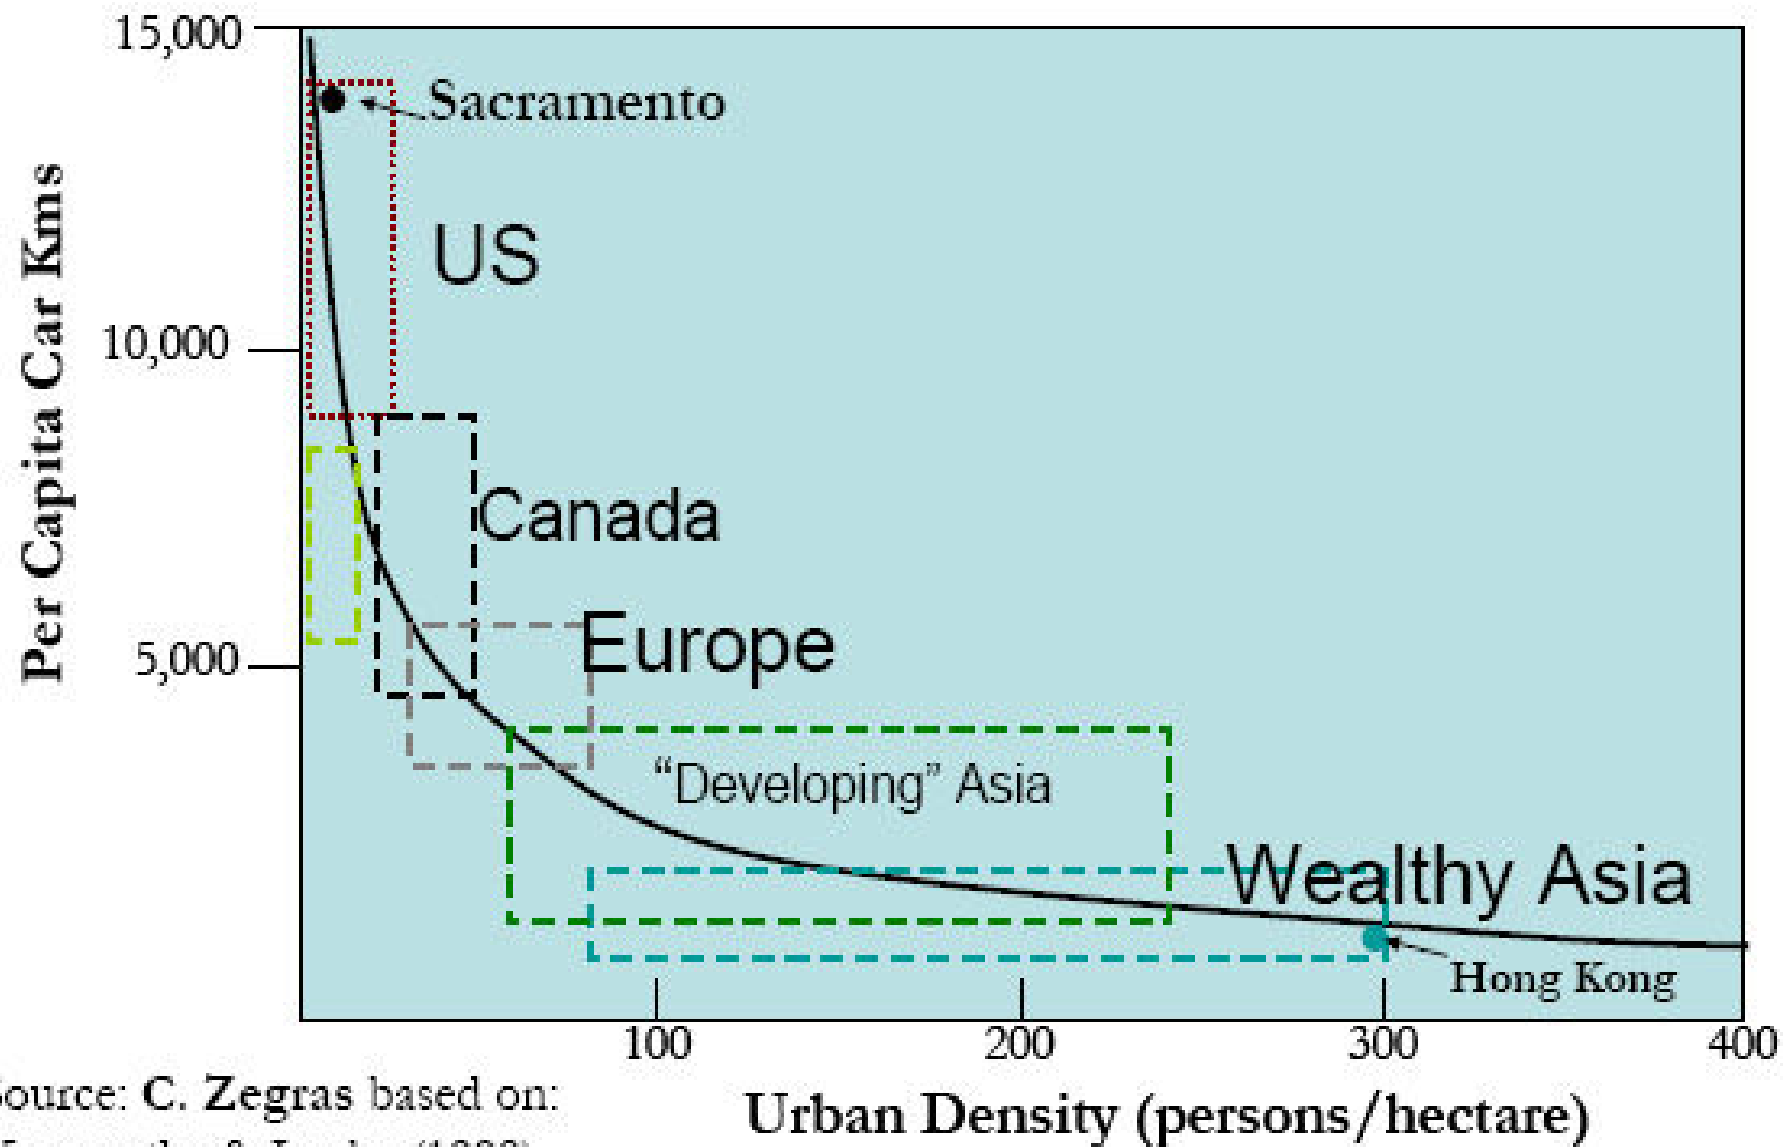 15,000
Sacramento
US
10,000
Per Capita Car Kms
Canada
Europe
5,000
“Developing” Asia
Wealthy Asia
Hong Kong
100 200 300 400
Source: C. Zegras based on:
Urban Density (persons/hectare)